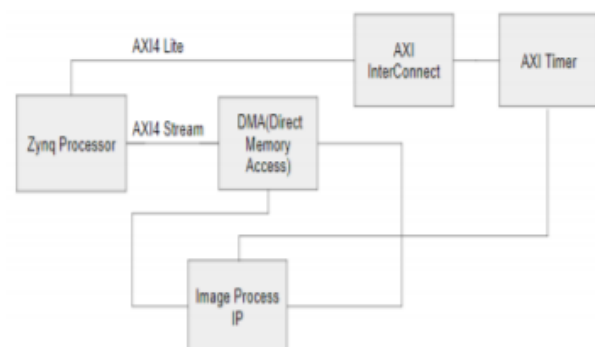 AXI4 Lite
AXI
InterConnect
AXI Timer
Zynq Processor
AXI4 Stream
DMA(Direct
Memory
Access)
Image Process
IP